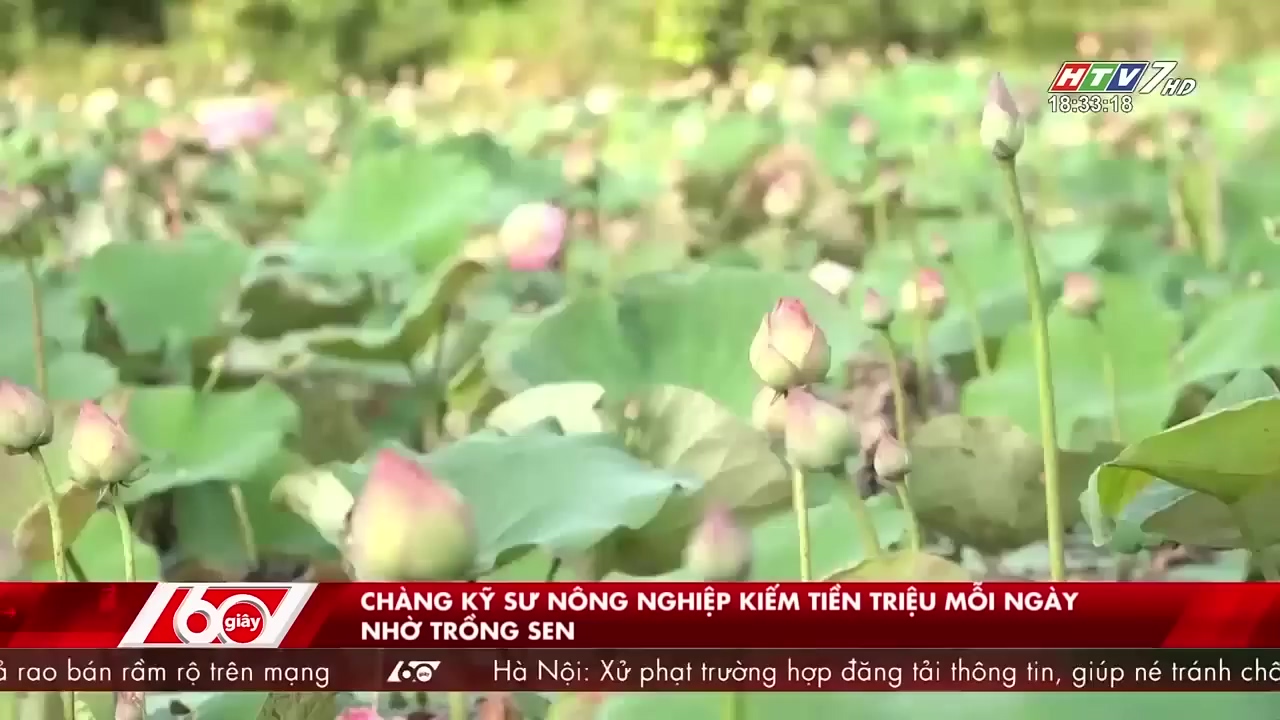 HTV7 HD
18:33:18
60 giây
CHÀNG KỸ SƯ NÔNG NGHIỆP KIẾM TIỀN TRIỆU MỖI NGÀY
NHỜ TRỒNG SEN
rao bán rầm rộ trên mạng
60 giây
Hà Nội: Xử phạt trường hợp đăng tải thông tin, giúp né tránh